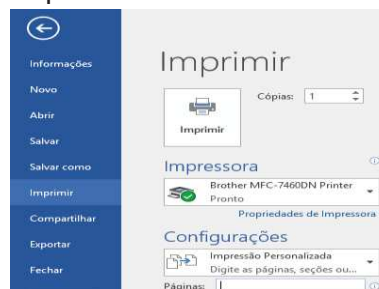 Informações
Novo
Abrir
Salvar
Salvar como
Imprimir
Compartilhar
Exportar
Fechar
Imprimir
Cópias: 1
Imprimir
Impressora
Brother MFC-7460DN Printer
Pronto
Propriedades de Impressora
Configurações
Impressão Personalizada
Digite as páginas, seções ou...
Páginas: